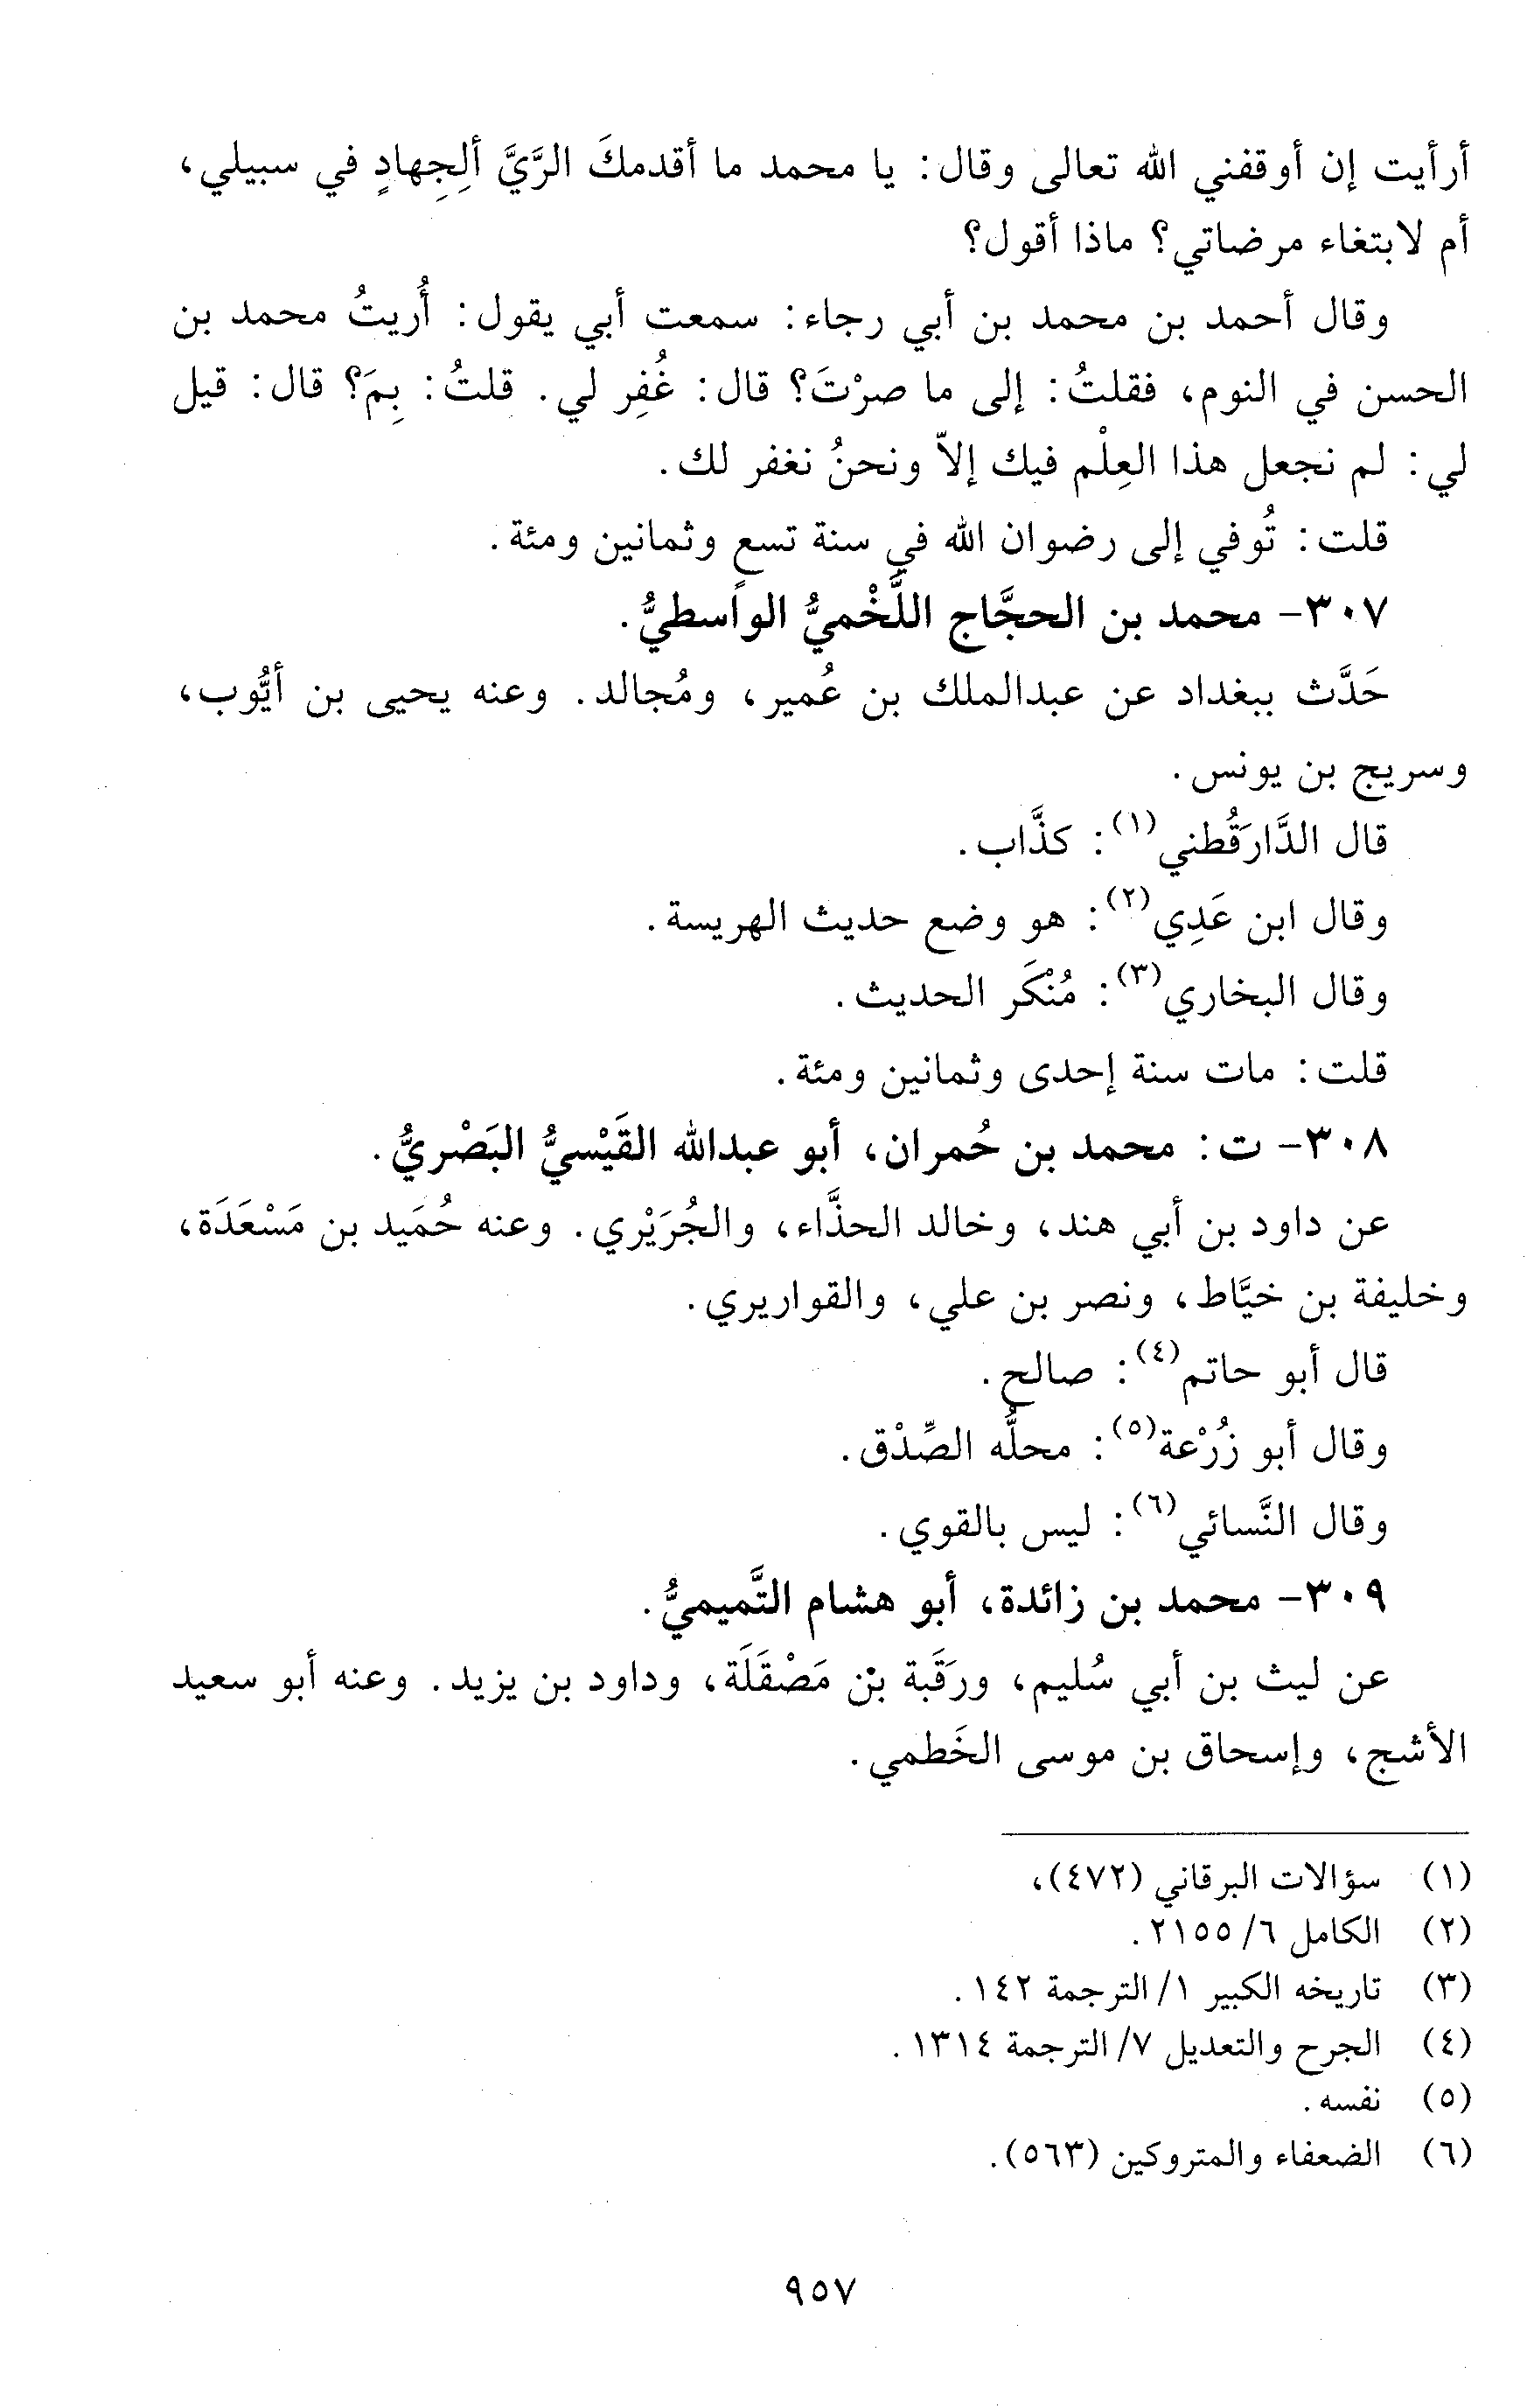 أرأيت إن أوقفني الله تعالى وقال: يا محمد ما أقدمكَ الرَّيَّ أَلِجِهادٍ في سبيلي،
أم لابتغاء مرضاتي؟ ماذا أقول؟
وقال أحمد بن محمد بن أبي رجاء: سمعت أبي يقول: أُريتُ محمد بن
الحسن في النوم، فقلتُ: إلى ما صرْتَ؟ قال: غُفِر لي. قلتُ: بِمَ؟ قال: قيل
لي: لم نجعل هذا العِلْم فيك إلاّ ونحنُ نغفر لك.
قلت: تُوفي إلى رضوان الله في سنة تسعٍ وثمانين ومئة.
٣٠٧- محمد بن الحجَّاج اللَّخْميُّ الواسطيُّ.
حَدَّث ببغداد عن عبدالملك بن عُمير، ومُجالد. وعنه يحيى بن أيُّوب،
وسريج بن يونس.
قال الدَّارَقُطني(١): كذَّاب.
وقال ابن عَدِي(٢): هو وضع حديث الهريسة.
وقال البخاري(٣): مُنْكَر الحديث.
قلت: مات سنة إحدى وثمانين ومئة.
٣٠٨- ت: محمد بن حُمران، أبو عبدالله القَيْسيُّ البَصْريُّ.
عن داود بن أبي هند، وخالد الحذَّاء، والجُرَيْري. وعنه حُمَيد بن مَسْعَدَة،
وخليفة بن خيَّاط، ونصر بن علي، والقواريري.
قال أبو حاتم(٤): صالح.
وقال أبو زُرْعة(٥): محلُّه الصِّدْق.
وقال النَّسائي(٦): ليس بالقوي.
٣٠٩- محمد بن زائدة، أبو هشام التَّميميُّ.
عن ليث بن أبي سُليم، ورَقَبة بن مَصْقَلَة، وداود بن يزيد. وعنه أبو سعيد
الأشج، وإسحاق بن موسى الخَطمي.
(١) سؤالات البرقاني (٤٧٢)،
(٢) الكامل ٦/ ٢١٥٥.
(٣) تاريخه الكبير ١/ الترجمة ١٤٢.
(٤) الجرح والتعديل ٧/ الترجمة ١٣١٤.
(٥) نفسه.
(٦) الضعفاء والمتروكين (٥٦٣).
٩٥٧